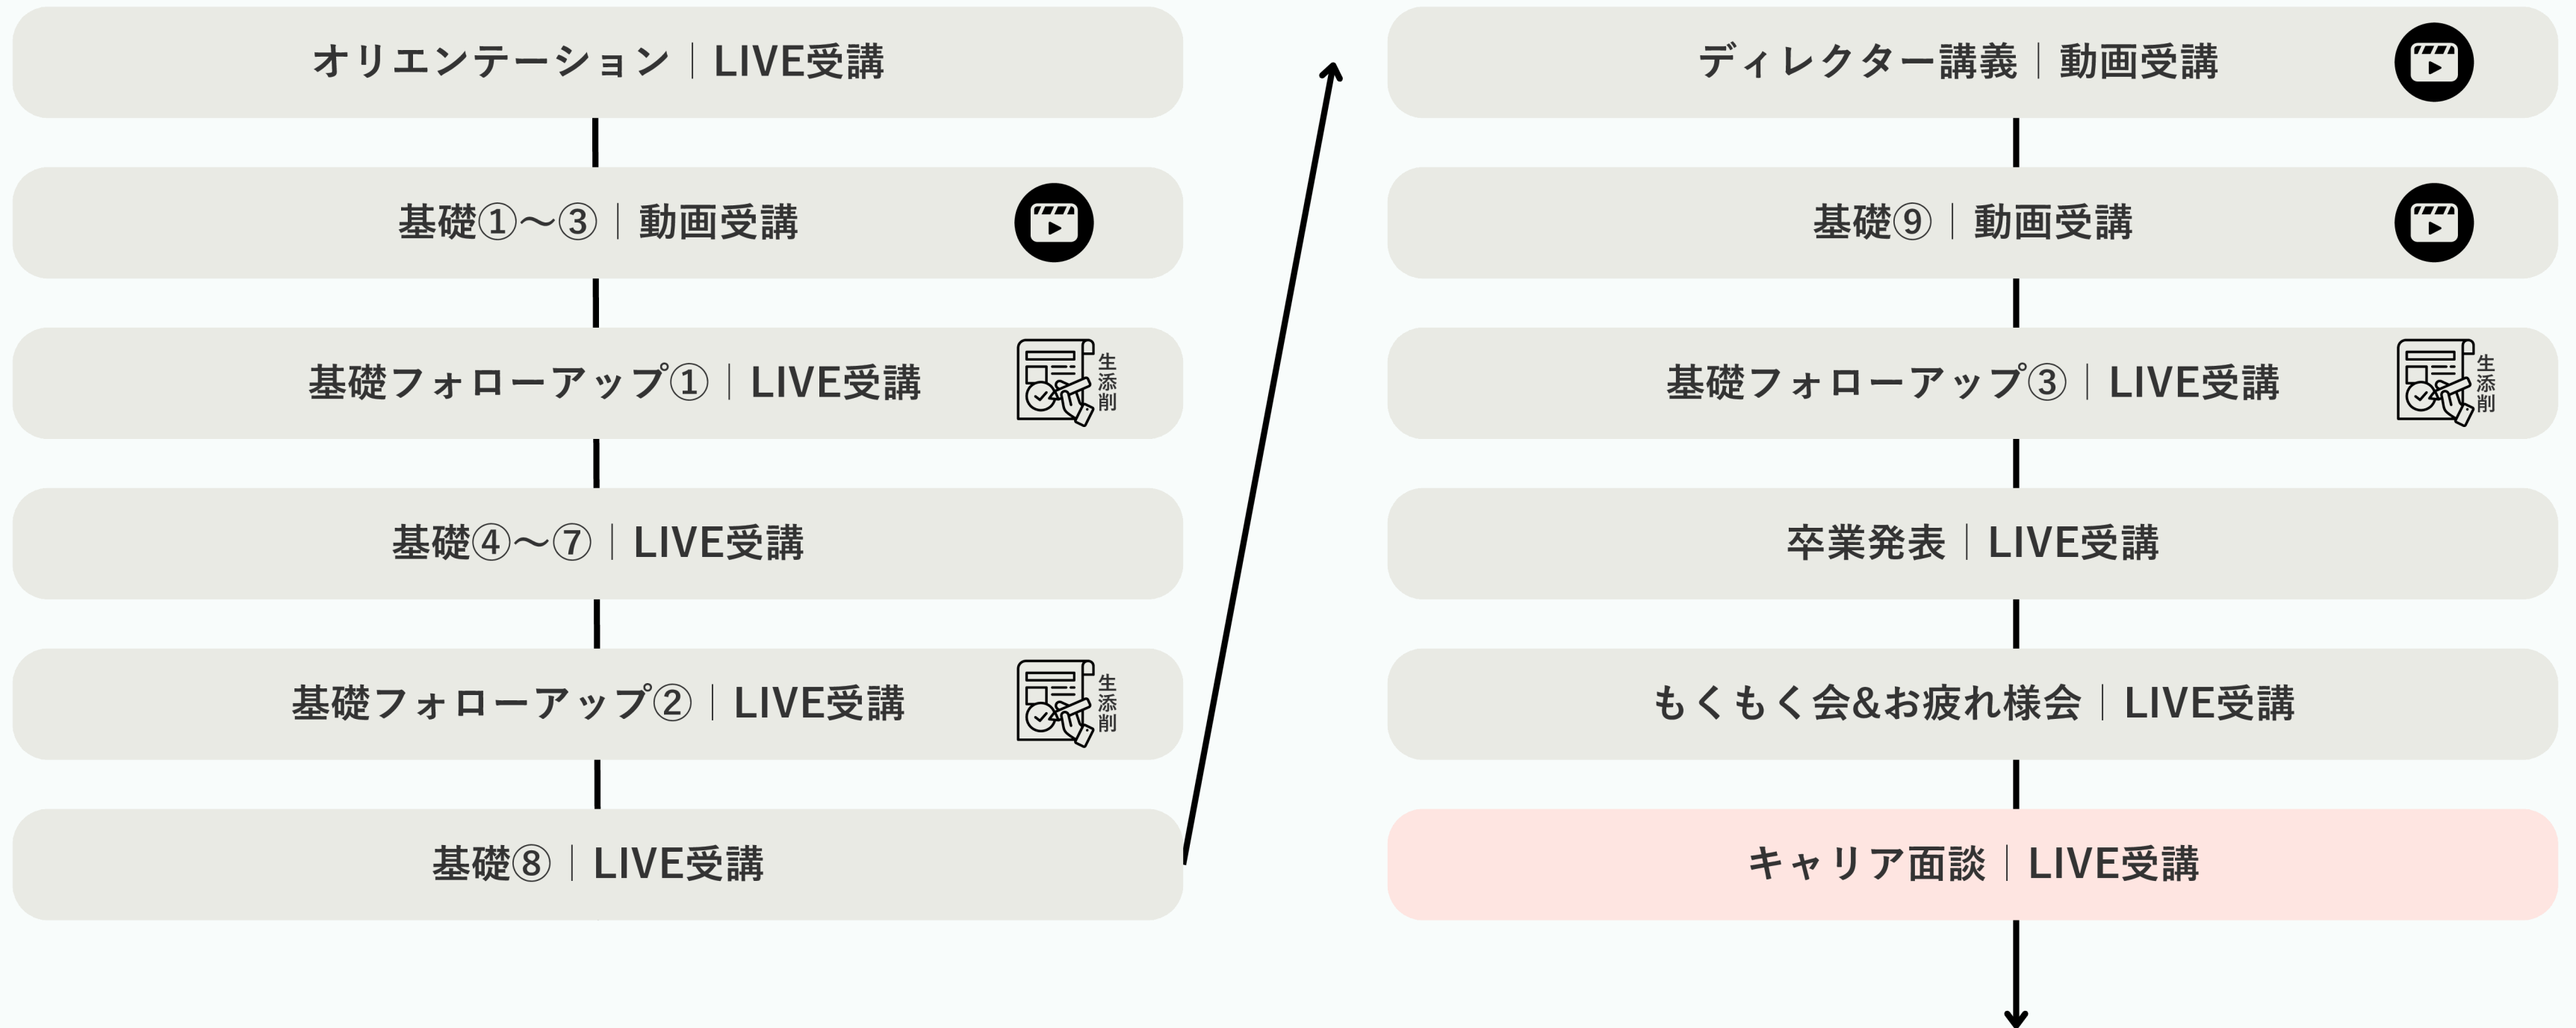 オリエンテーション｜LIVE受講
基礎①〜③｜動画受講
基礎フォローアップ①｜LIVE受講
生添削
基礎④〜⑦｜LIVE受講
基礎フォローアップ②｜LIVE受講
生添削
基礎⑧｜LIVE受講
ディレクター講義｜動画受講
基礎⑨｜動画受講
基礎フォローアップ③｜LIVE受講
生添削
卒業発表｜LIVE受講
もくもく会&お疲れ様会｜LIVE受講
キャリア面談｜LIVE受講